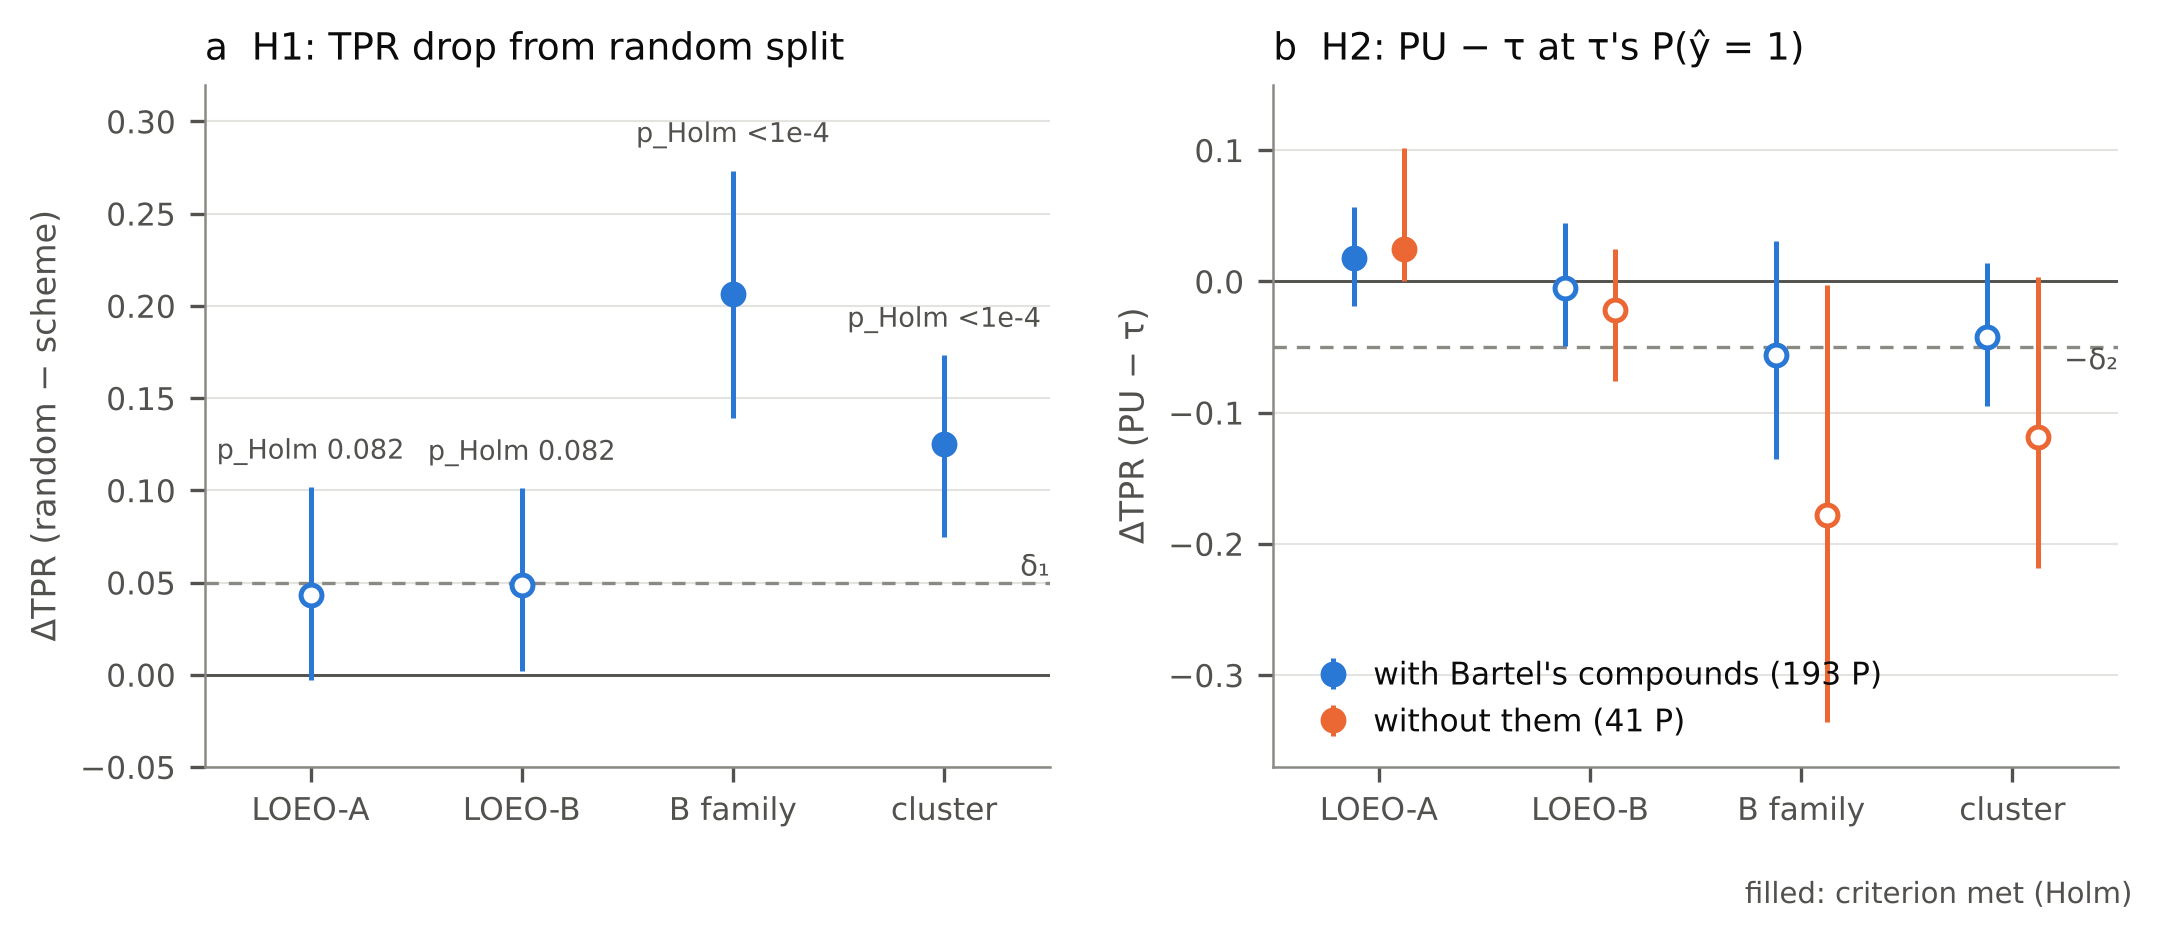 a H1: TPR drop from random split
ΔTPR (random − scheme)
0.30
0.25
0.20
0.15
0.10
0.05
0.00
−0.05
p_Holm 0.082
p_Holm 0.082
p_Holm <1e-4
p_Holm <1e-4
δ₁
LOEO-A
LOEO-B
B family
cluster
b H2: PU − τ at τ's P(ŷ = 1)
ΔTPR (PU − τ)
0.1
0.0
−0.1
−0.2
−0.3
−δ₂
with Bartel's compounds (193 P)
without them (41 P)
LOEO-A
LOEO-B
B family
cluster
filled: criterion met (Holm)